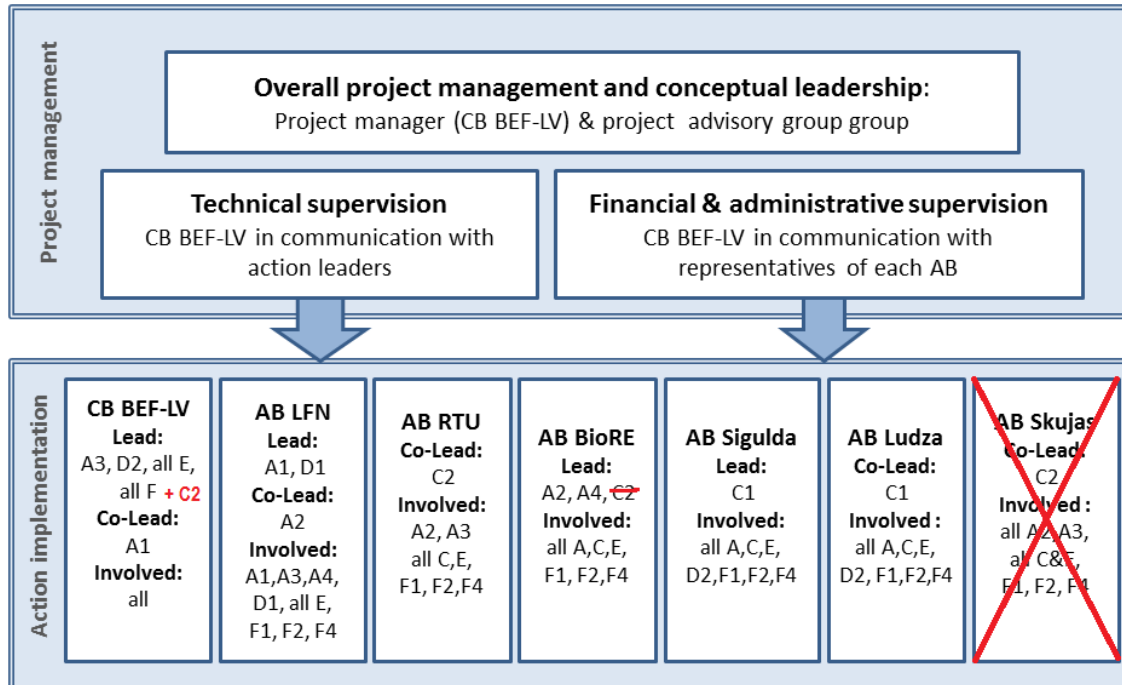 Project management
Overall project management and conceptual leadership:
Project manager (CB BEF-LV) & project advisory group group
Technical supervision
CB BEF-LV in communication with
action leaders
Financial & administrative supervision
CB BEF-LV in communication with
representatives of each AB
Action implementation
CB BEF-LV
Lead:
A3, D2, all E,
all F + C2
Co-Lead:
A1
Involved:
all
AB LFN
Lead:
A1, D1
Co-Lead:
A2
Involved:
A1,A3,A4,
D1, all E,
F1, F2, F4
AB RTU
Co-Lead:
C2
Involved:
A2, A3
all C,E,
F1, F2,F4
AB BioRE
Lead:
A2, A4, C2
Involved:
all A,C,E,
F1, F2,F4
AB Sigulda
Lead:
C1
Involved:
all A,C,E,
D2,F1,F2,F4
AB Ludza
Co-Lead:
C1
Involved :
all A,C,E,
D2, F1,F2,F4
AB Skujas
Co-Lead:
C2
Involved :
all A2,A3,
all C&E,
F1, F2, F4